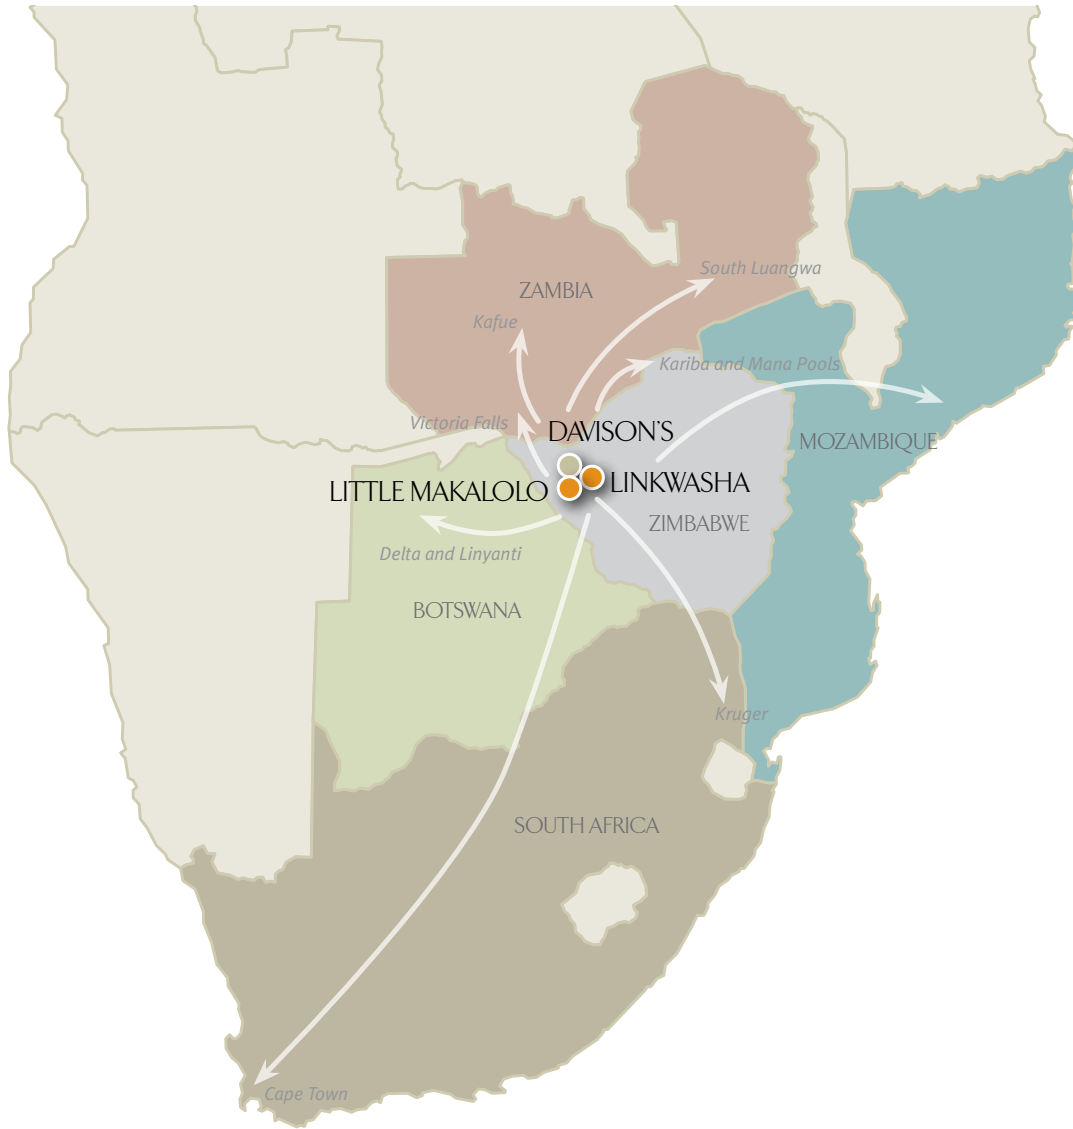 South Luangwa
ZAMBIA
Kafue
Kariba and Mana Pools
Victoria Falls
DAVISON'S
MOZAMBIQUE
LITTLE MAKALOLO
LINKWASHA
ZIMBABWE
Delta and Linyanti
BOTSWANA
Kruger
SOUTH AFRICA
Cape Town